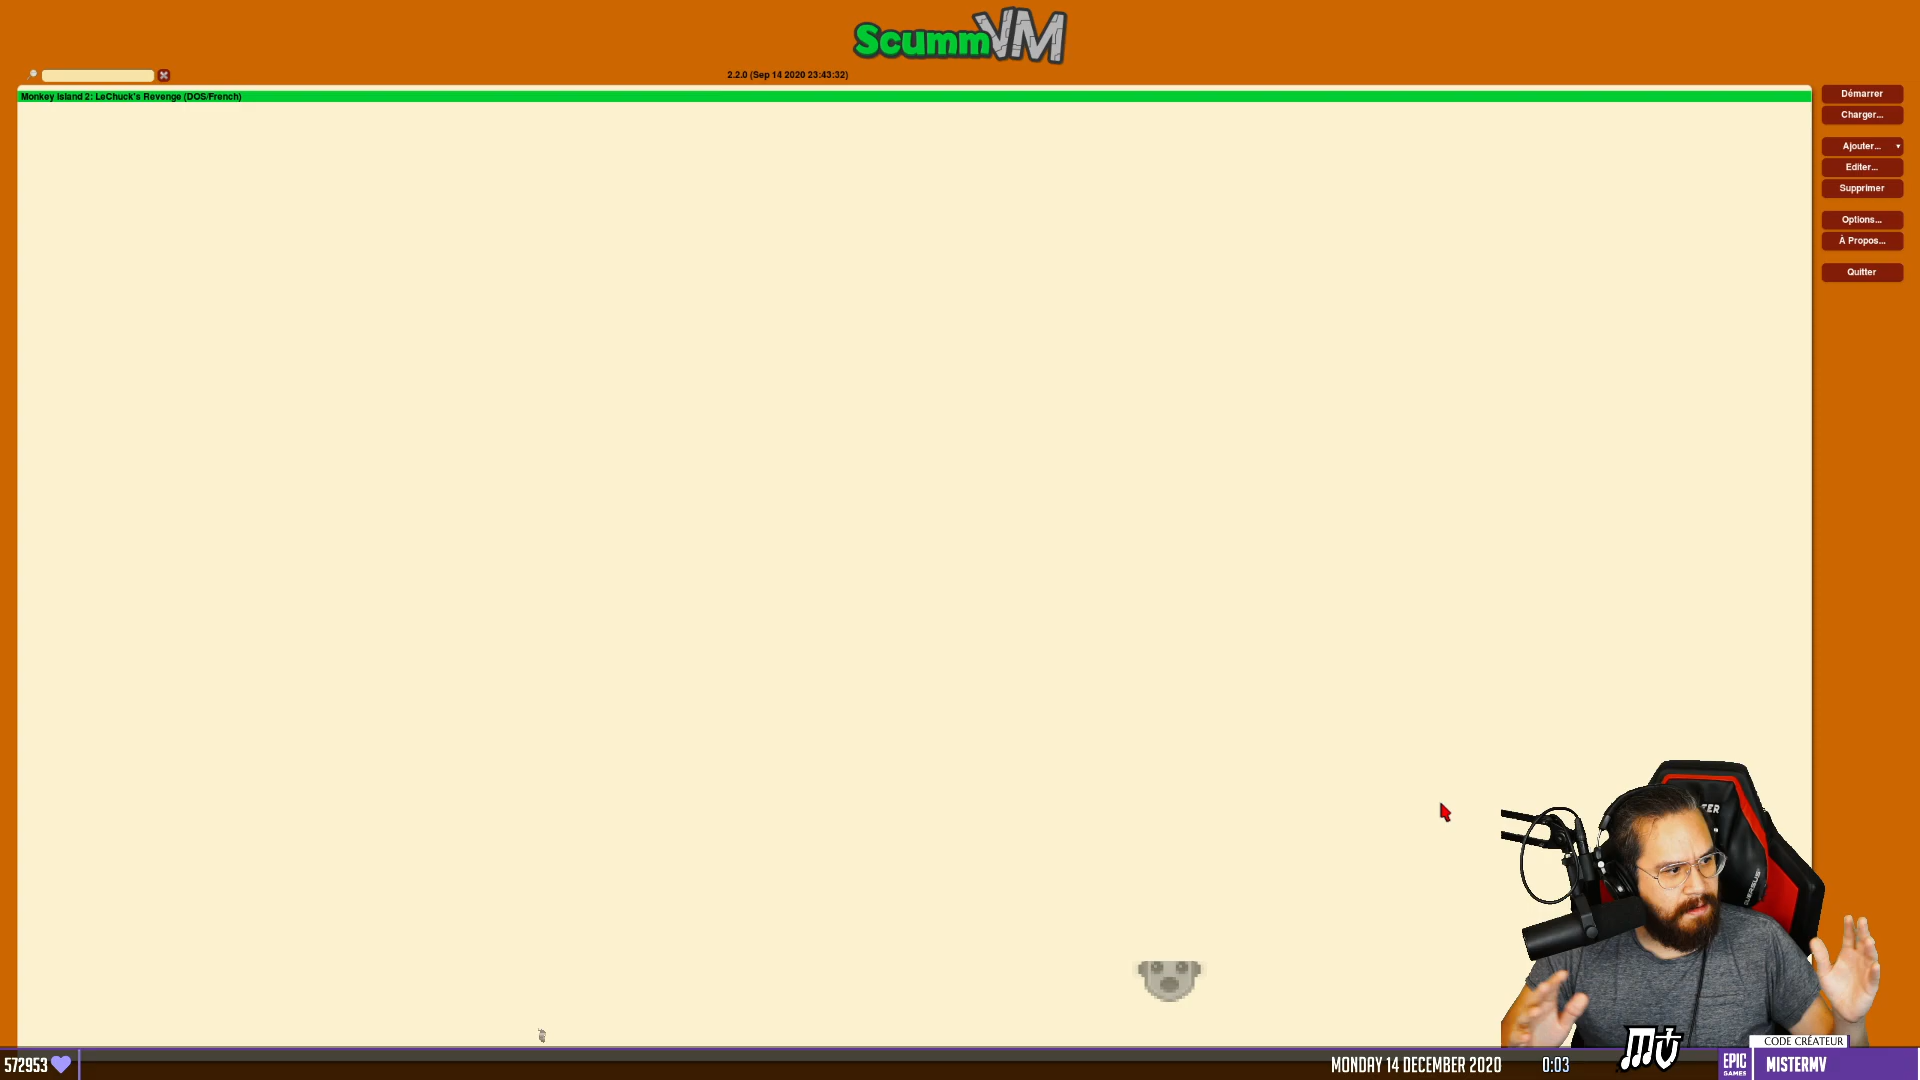 ScummVM
2.2.0 (Sep 14 2020 23:43:32)
Monkey Island 2: LeChuck's Revenge (DOS/French)
Démarrer
Charger...
Ajouter...
Editer...
Supprimer
Options...
À Propos...
Quitter
572953
MONDAY 14 DECEMBER 2020
0:03
MV
CODE CRÉATEUR
EPIC
GAMES
MISTERMV